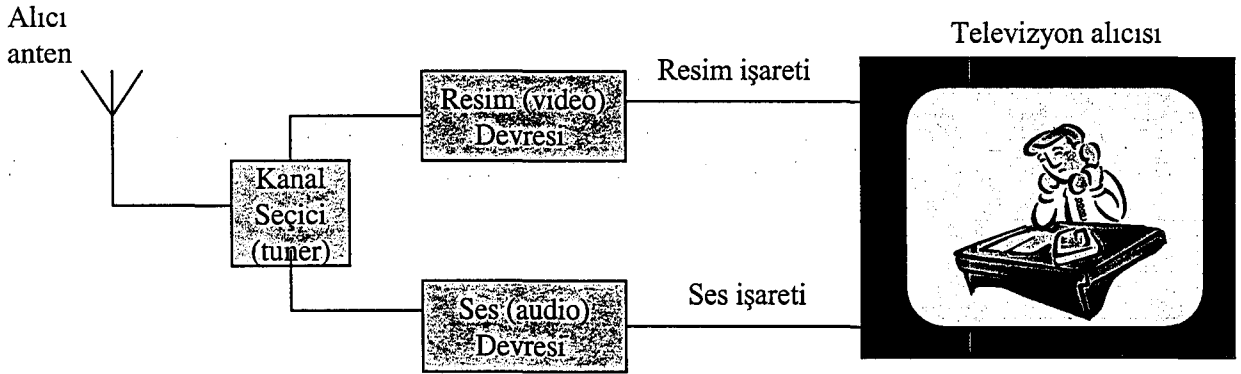 Alıcı
anten
Televizyon alıcısı
Resim işareti
Resim (video)
Devresi
Kanal
Seçici
(tuner)
Ses işareti
Ses (audio)
Devresi